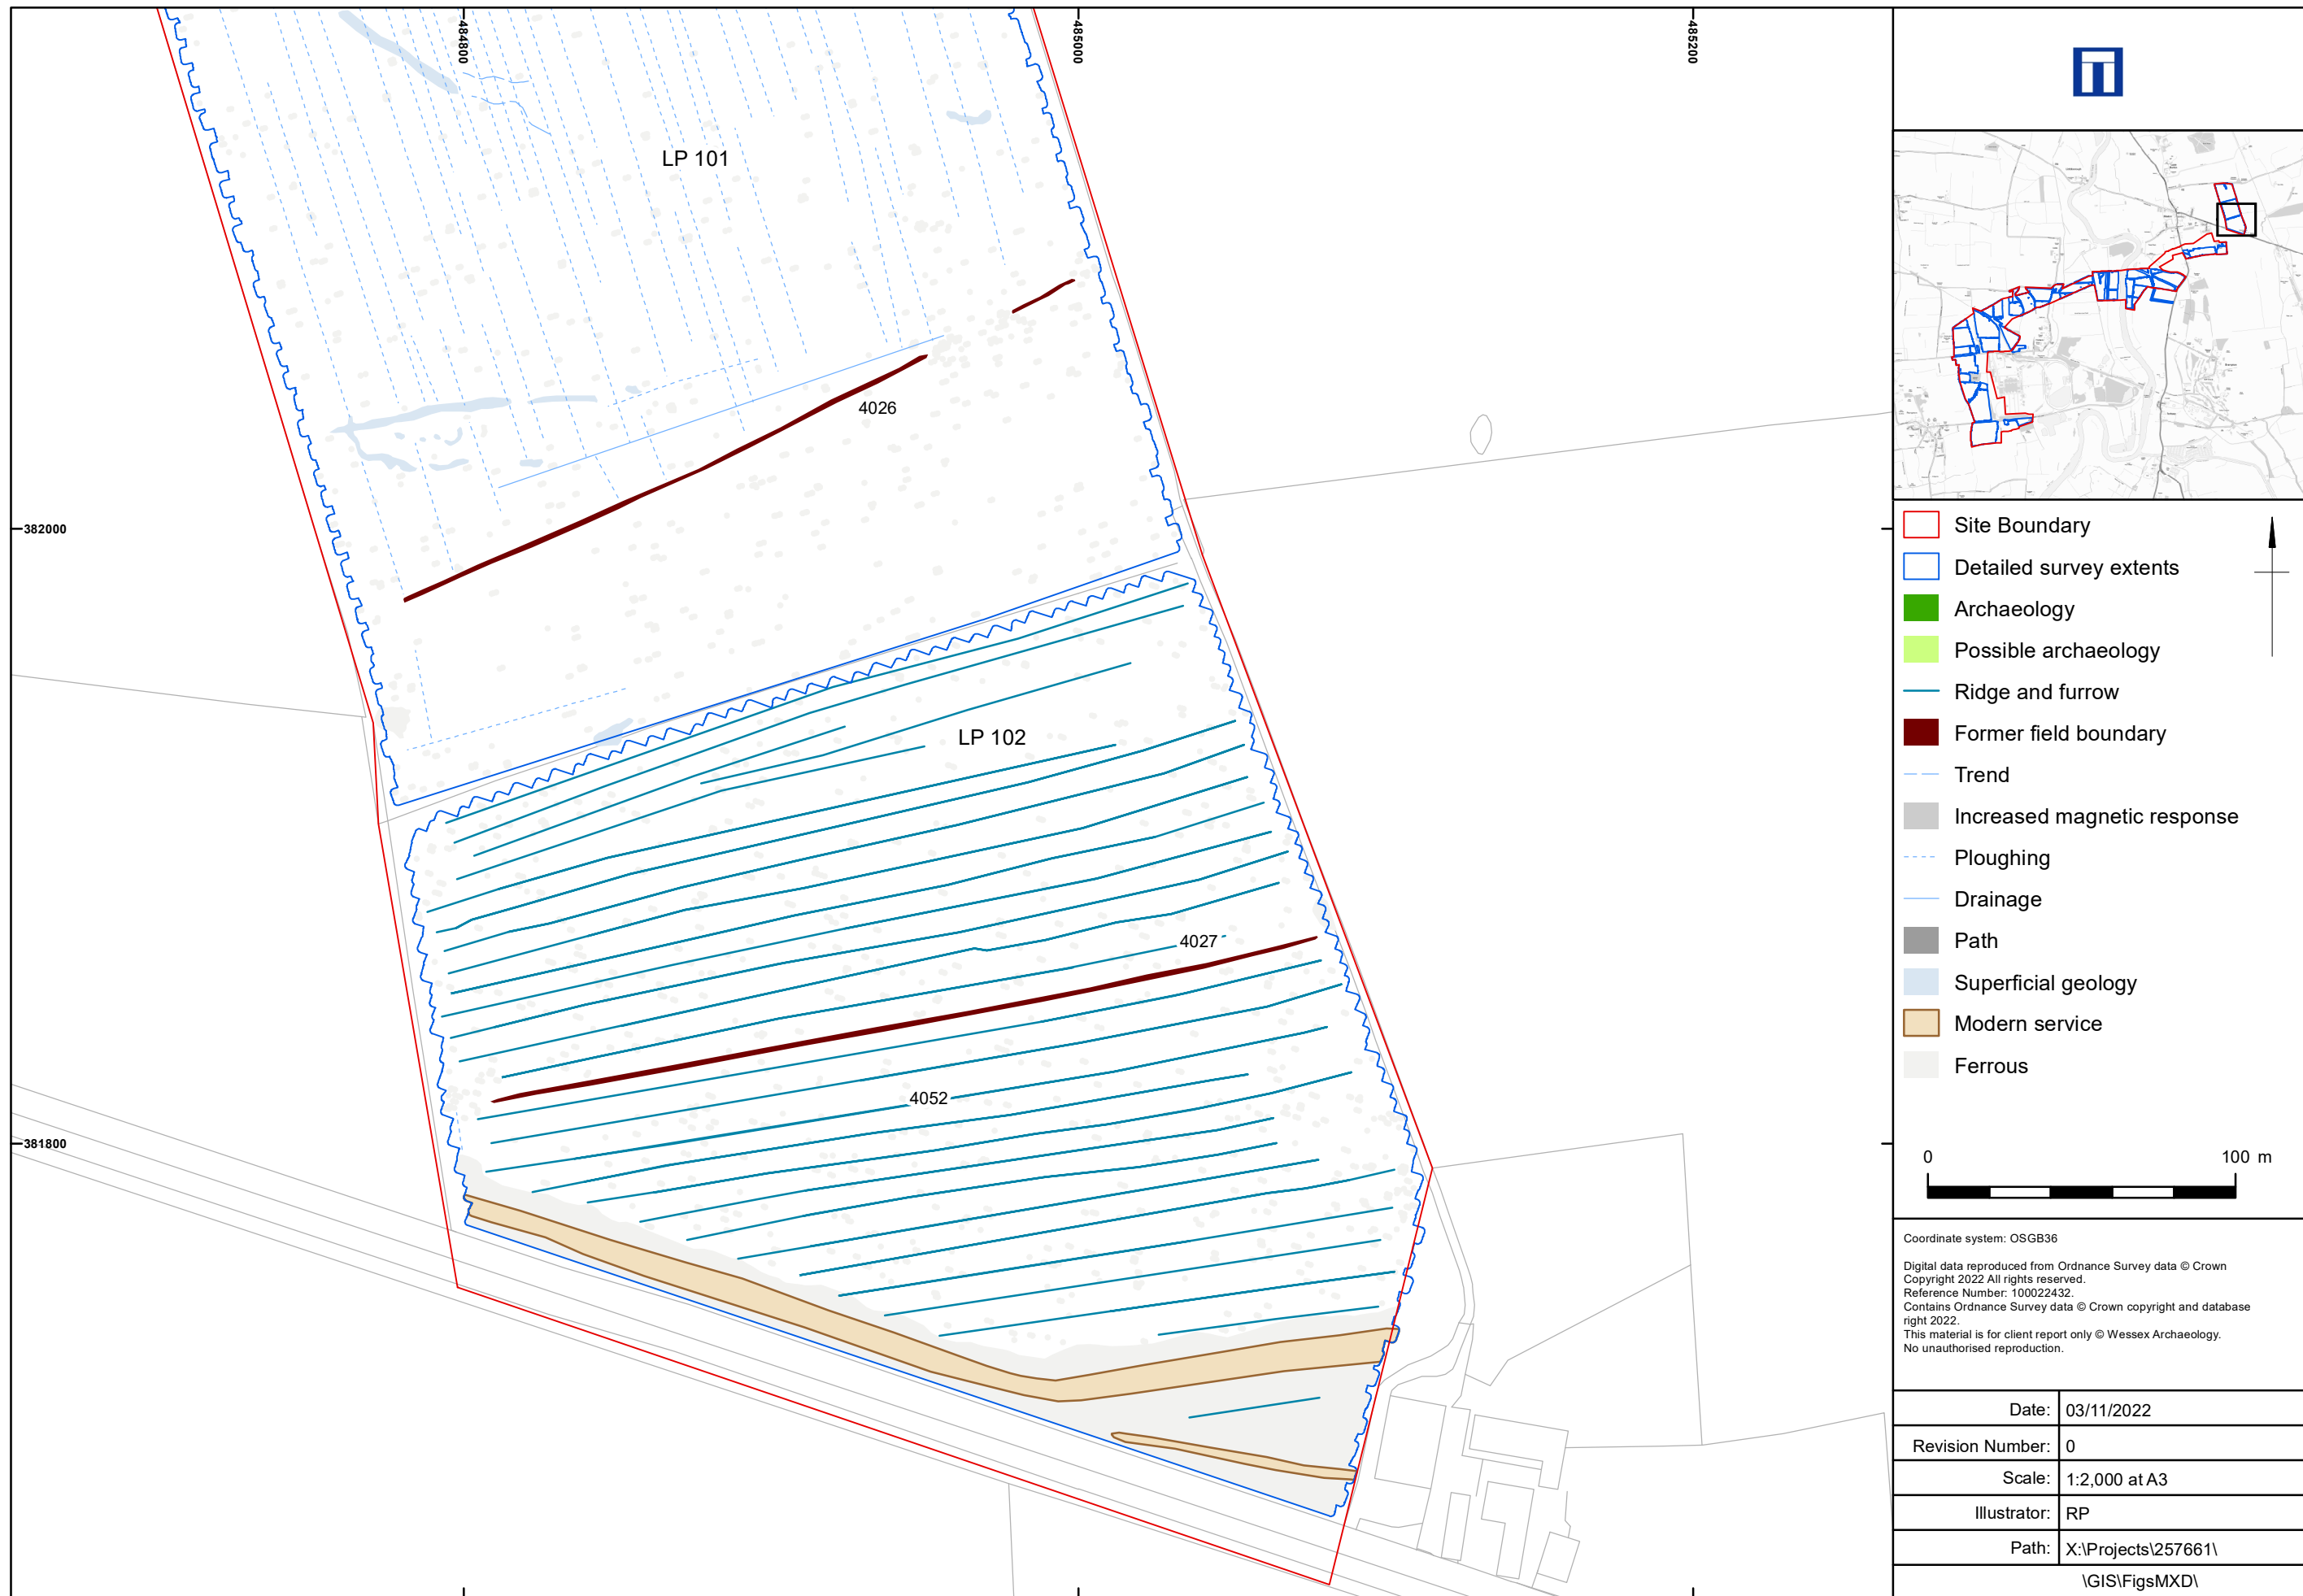 484800
485000
485200
LP 101
4026
382000
LP 102
4027
4052
381800
Site Boundary
Detailed survey extents
Archaeology
Possible archaeology
Ridge and furrow
Former field boundary
Trend
Increased magnetic response
Ploughing
Drainage
Path
Superficial geology
Modern service
Ferrous
0 100 m
Coordinate system: OSGB36
Digital data reproduced from Ordnance Survey data © Crown
Copyright 2022 All rights reserved.
Reference Number: 100022432.
Contains Ordnance Survey data © Crown copyright and database
right 2022.
This material is for client report only © Wessex Archaeology.
No unauthorised reproduction.
Date: 03/11/2022
Revision Number: 0
Scale: 1:2,000 at A3
Illustrator: RP
Path: X:\Projects\257661\
\GIS\FigsMXD\